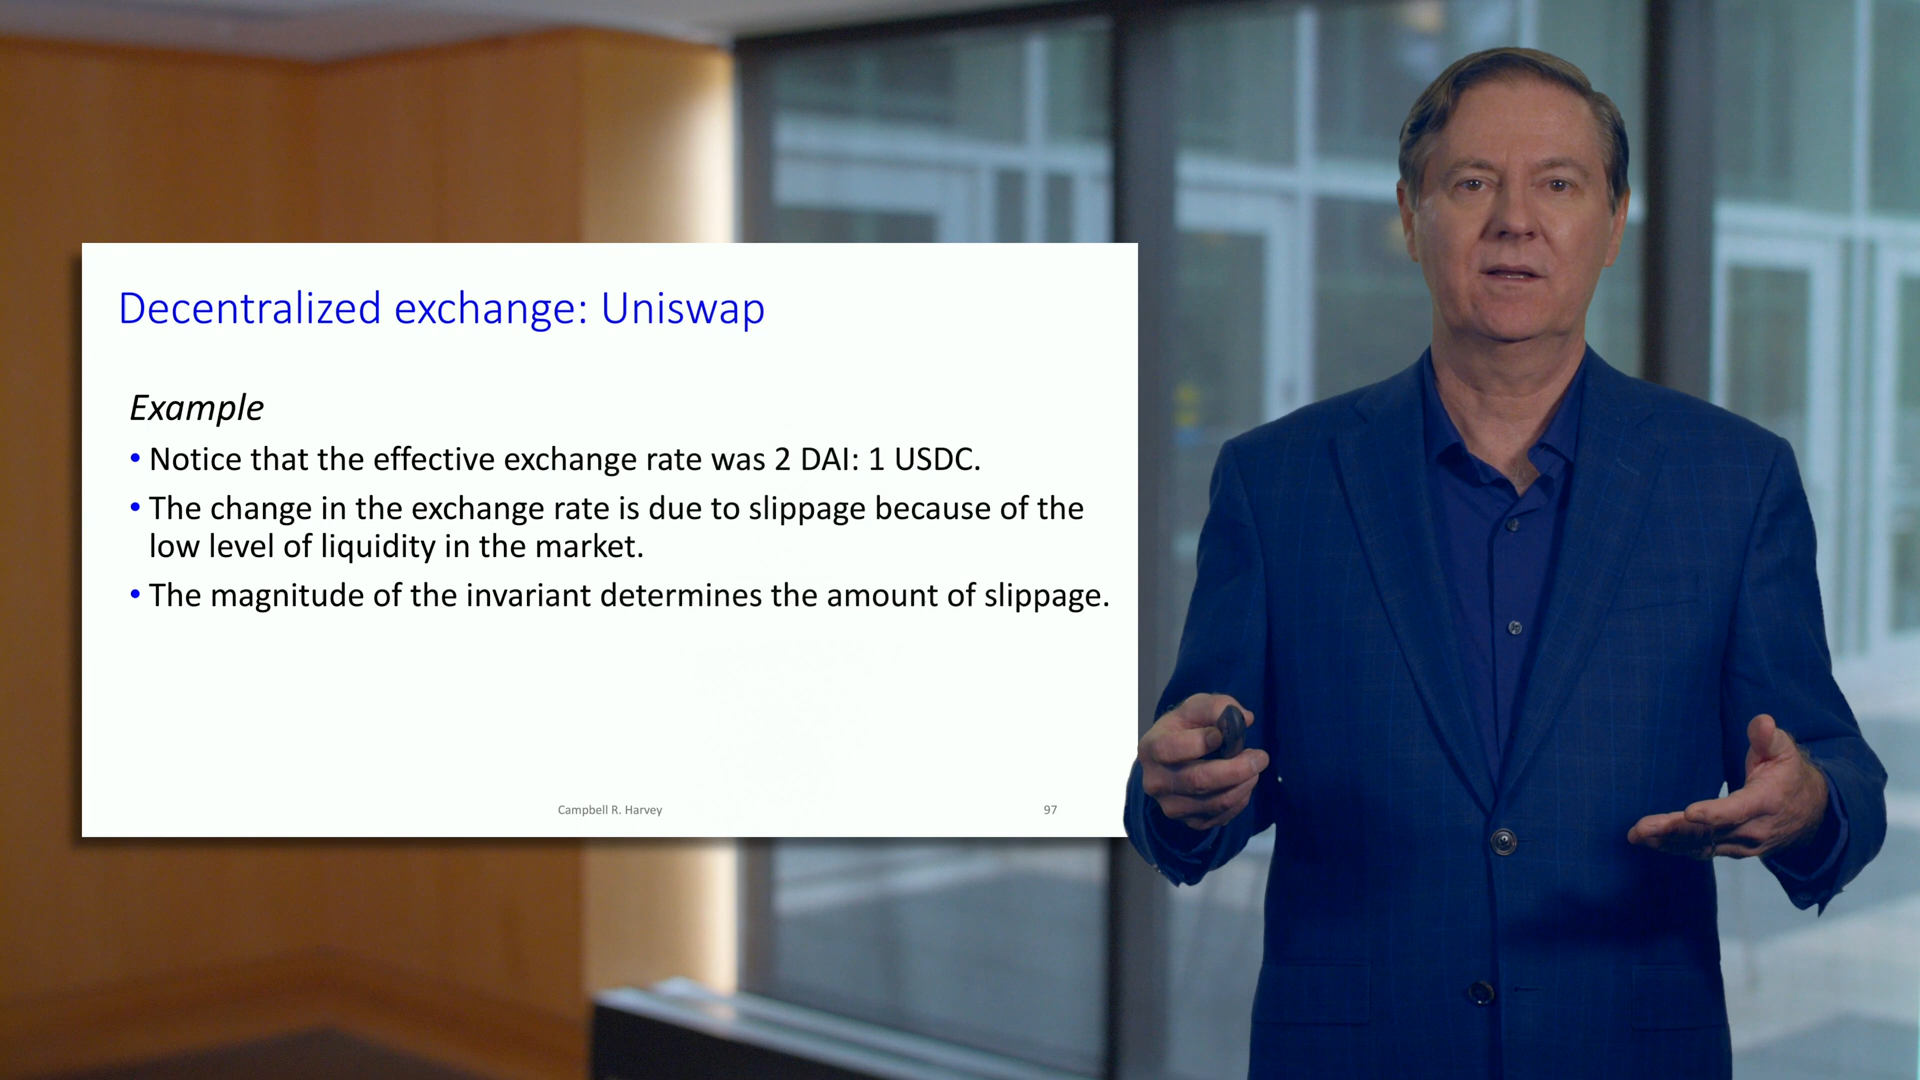 Decentralized exchange: Uniswap
Example
• Notice that the effective exchange rate was 2 DAI: 1 USDC.
• The change in the exchange rate is due to slippage because of the
low level of liquidity in the market.
• The magnitude of the invariant determines the amount of slippage.
Campbell R. Harvey
97